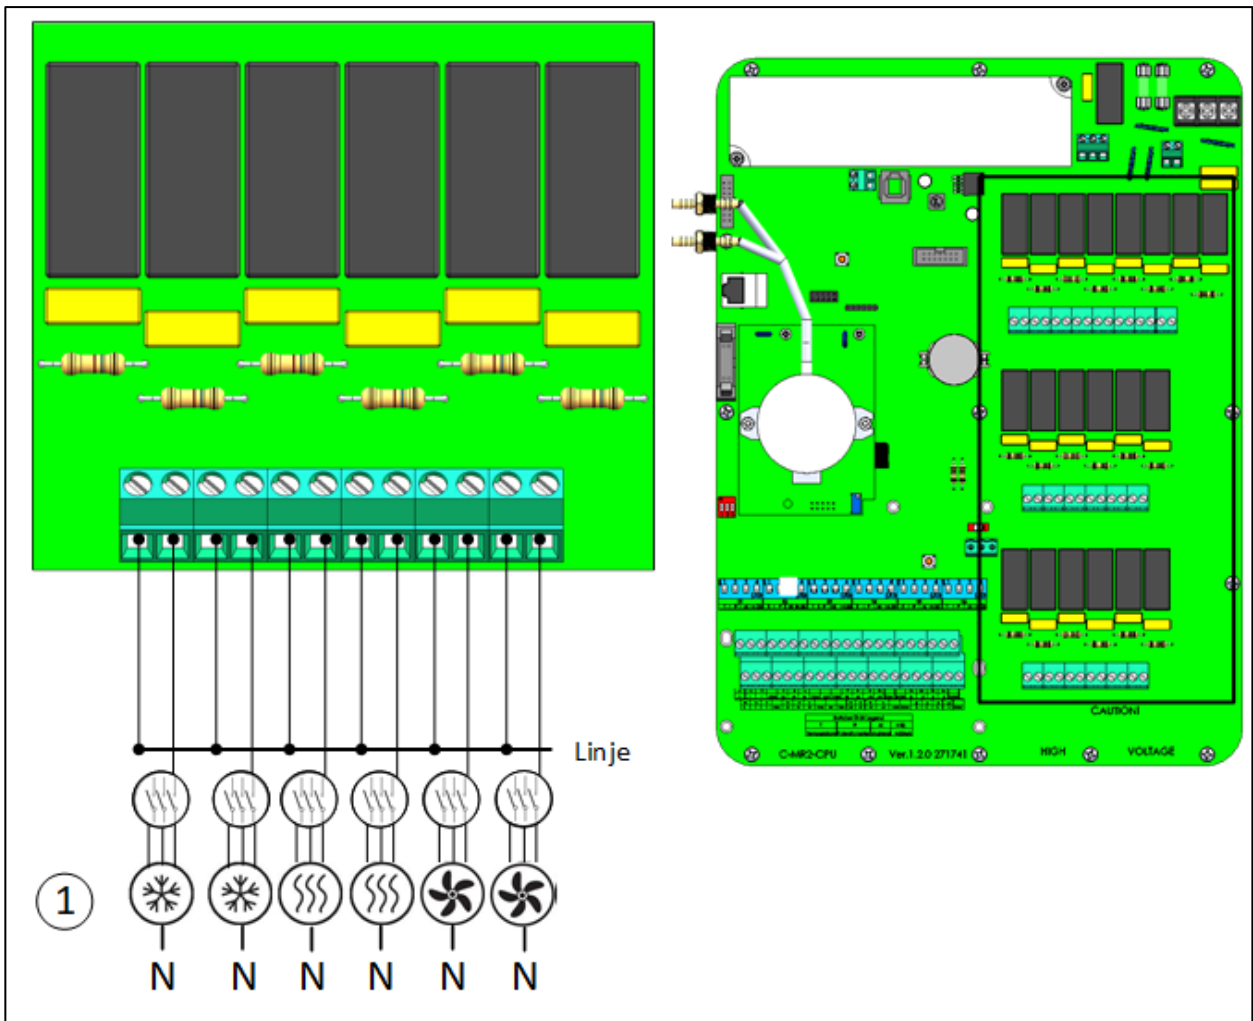 Linje
1
N N N N N N
CAUTION!
C-MR2-CPU Ver.1.2.0 271741 HIGH VOLTAGE